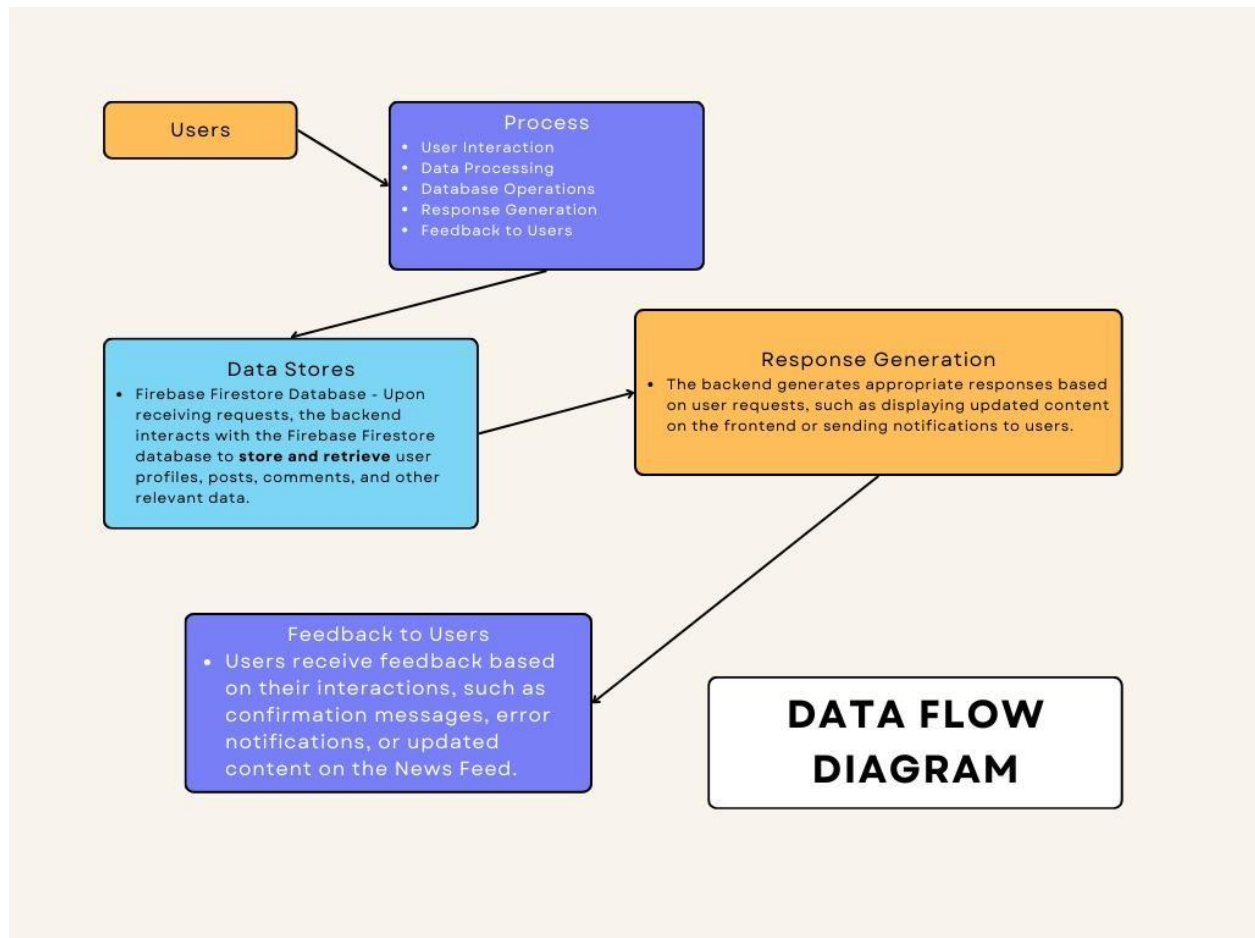 Users
Process
• User Interaction
• Data Processing
• Database Operations
• Response Generation
• Feedback to Users
Data Stores
• Firebase Firestore Database - Upon
receiving requests, the backend
interacts with the Firebase Firestore
database to store and retrieve user
profiles, posts, comments, and other
relevant data.
Response Generation
• The backend generates appropriate responses based
on user requests, such as displaying updated content
on the frontend or sending notifications to users.
Feedback to Users
• Users receive feedback based
on their interactions, such as
confirmation messages, error
notifications, or updated
content on the News Feed.
DATA FLOW
DIAGRAM